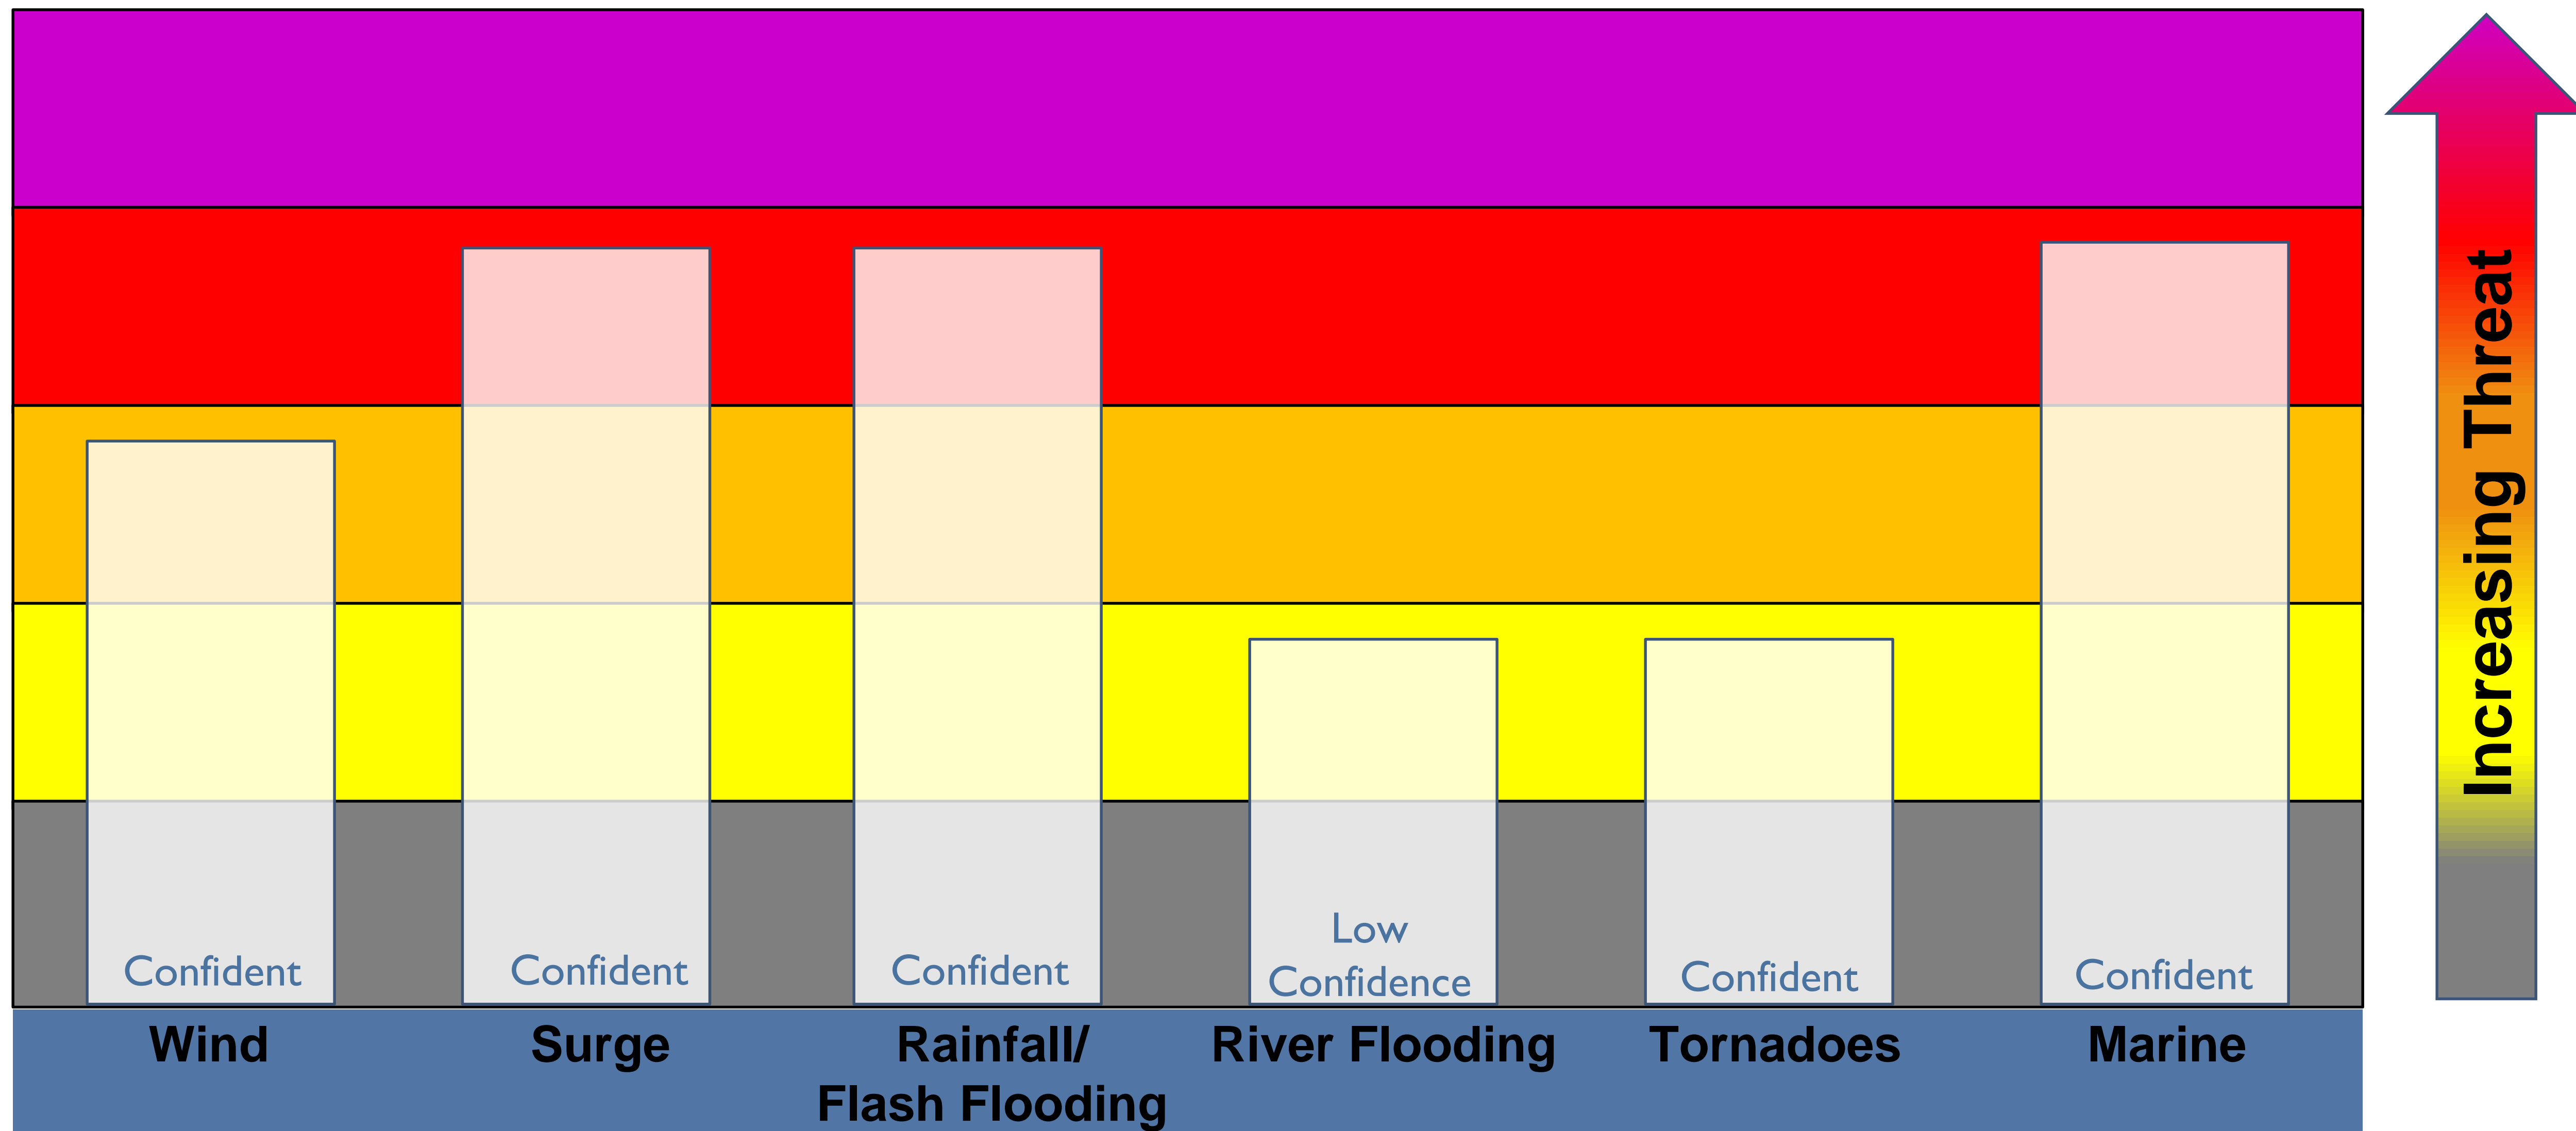 Increasing Threat
Confident
Confident
Confident
Low
Confidence
Confident
Confident
Wind
Surge
Rainfall/
Flash Flooding
River Flooding
Tornadoes
Marine